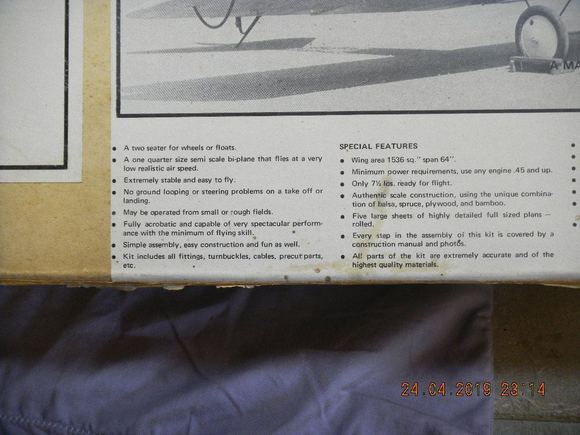 A MA
• A two seater for wheels or floats.
• A one quarter size semi scale bi-plane that flies at a very
low realistic air speed.
• Extremely stable and easy to fly.
• No ground looping or steering problems on a take off or
landing.
• May be operated from small or rough fields.
• Fully acrobatic and capable of very spectacular perform-
ance with the minimum of flying skill.
• Simple assembly, easy construction and fun as well.
• Kit includes all fittings, turnbuckles, cables, precut parts,
etc.
SPECIAL FEATURES
• Wing area 1536 sq." span 64".
• Minimum power requirements, use any engine .45 and up.
• Only 7½ lbs. ready for flight.
• Authentic scale construction, using the unique combina-
tion of balsa, spruce, plywood, and bamboo.
• Five large sheets of highly detailed full sized plans —
rolled.
• Every step in the assembly of this kit is covered by a
construction manual and photos.
• All parts of the kit are extremely accurate and of the
highest quality materials.
24.04.2019 23:14